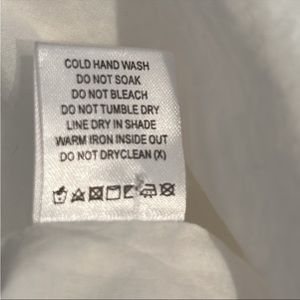 COLD HAND WASH
DO NOT SOAK
DO NOT BLEACH
DO NOT TUMBLE DRY
LINE DRY IN SHADE
WARM IRON INSIDE OUT
DO NOT DRYCLEAN (X)